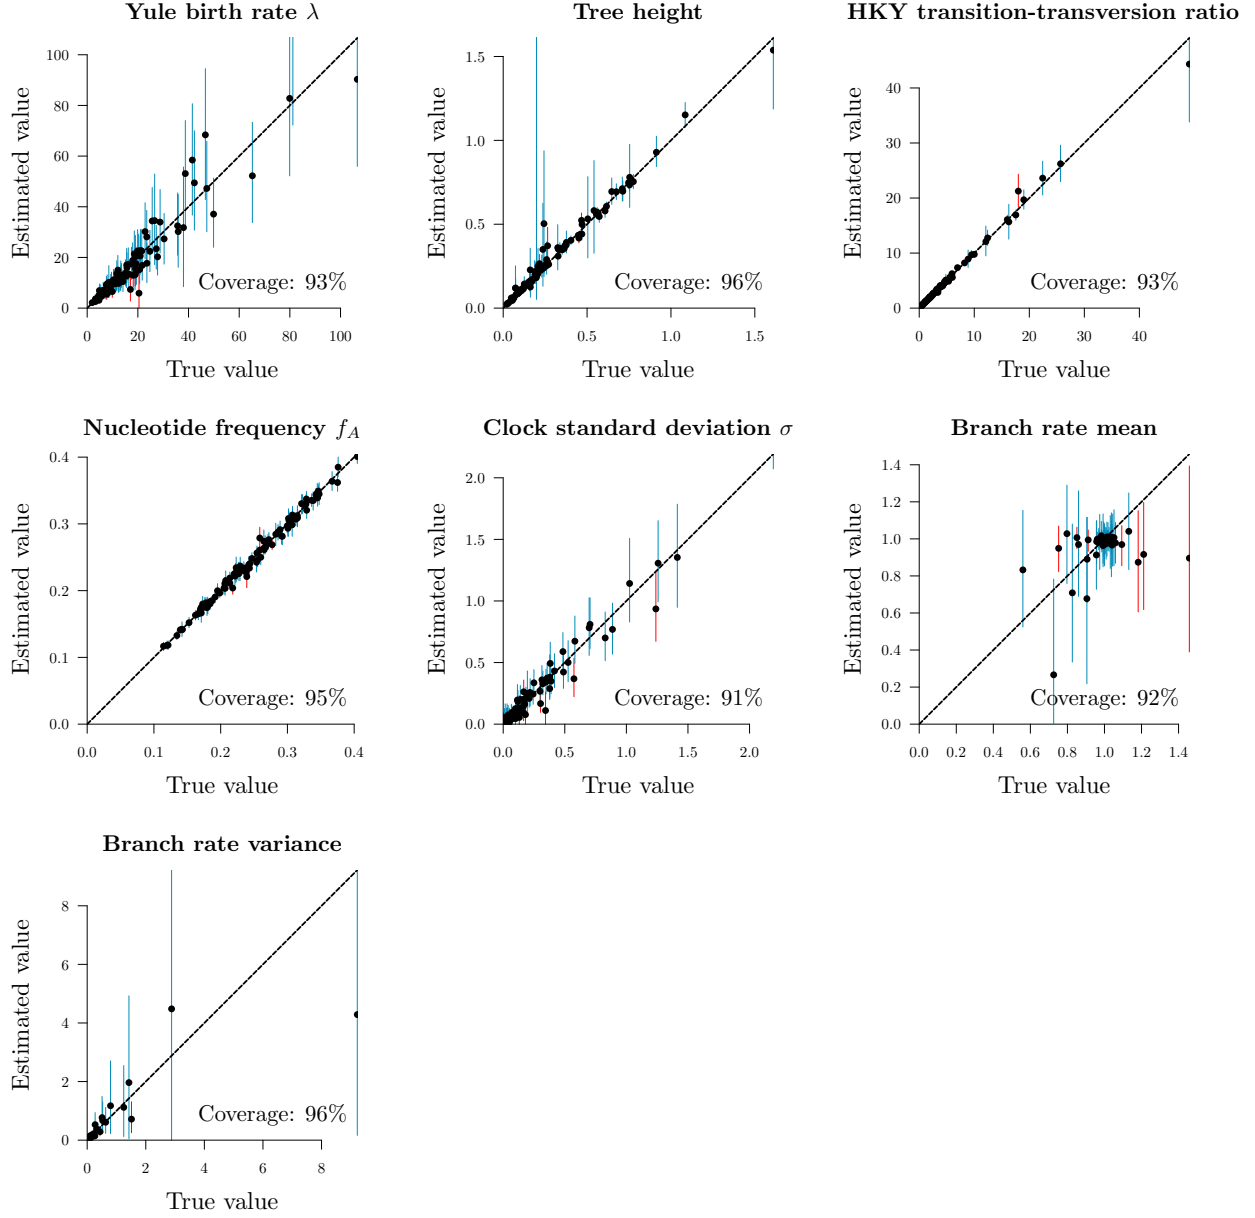 Yule birth rate λ
Estimated value
100
80
60
40
20
0
Coverage: 93%
0 20 40 60 80 100
True value
Tree height
Estimated value
1.5
1.0
0.5
0.0
Coverage: 96%
0.0 0.5 1.0 1.5
True value
HKY transition-transversion ratio
Estimated value
40
30
20
10
0
Coverage: 93%
0 10 20 30 40
True value
Nucleotide frequency f_A
Estimated value
0.4
0.3
0.2
0.1
0.0
Coverage: 95%
0.0 0.1 0.2 0.3 0.4
True value
Clock standard deviation σ
Estimated value
2.0
1.5
1.0
0.5
0.0
Coverage: 91%
0.0 0.5 1.0 1.5 2.0
True value
Branch rate mean
Estimated value
1.4
1.2
1.0
0.8
0.6
0.4
0.2
0.0
Coverage: 92%
0.0 0.2 0.4 0.6 0.8 1.0 1.2 1.4
True value
Branch rate variance
Estimated value
8
6
4
2
0
Coverage: 96%
0 2 4 6 8
True value